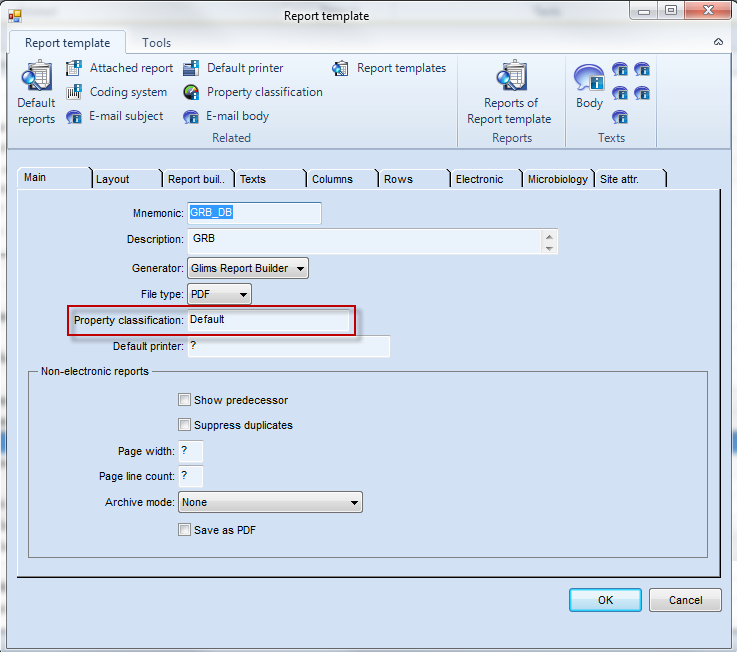 Report template
Report template Tools
Default reports
Attached report
Coding system
E-mail subject
Default printer
Property classification
E-mail body
Report templates
Related
Reports of
Report template
Reports
Body
Texts
Main Layout Report buil.. Texts Columns Rows Electronic Microbiology Site attr.
Mnemonic: GRB_DB
Description: GRB
Generator: Glims Report Builder
File type: PDF
Property classification: Default
Default printer: ?
Non-electronic reports
Show predecessor
Suppress duplicates
Page width: ?
Page line count: ?
Archive mode: None
Save as PDF
OK Cancel